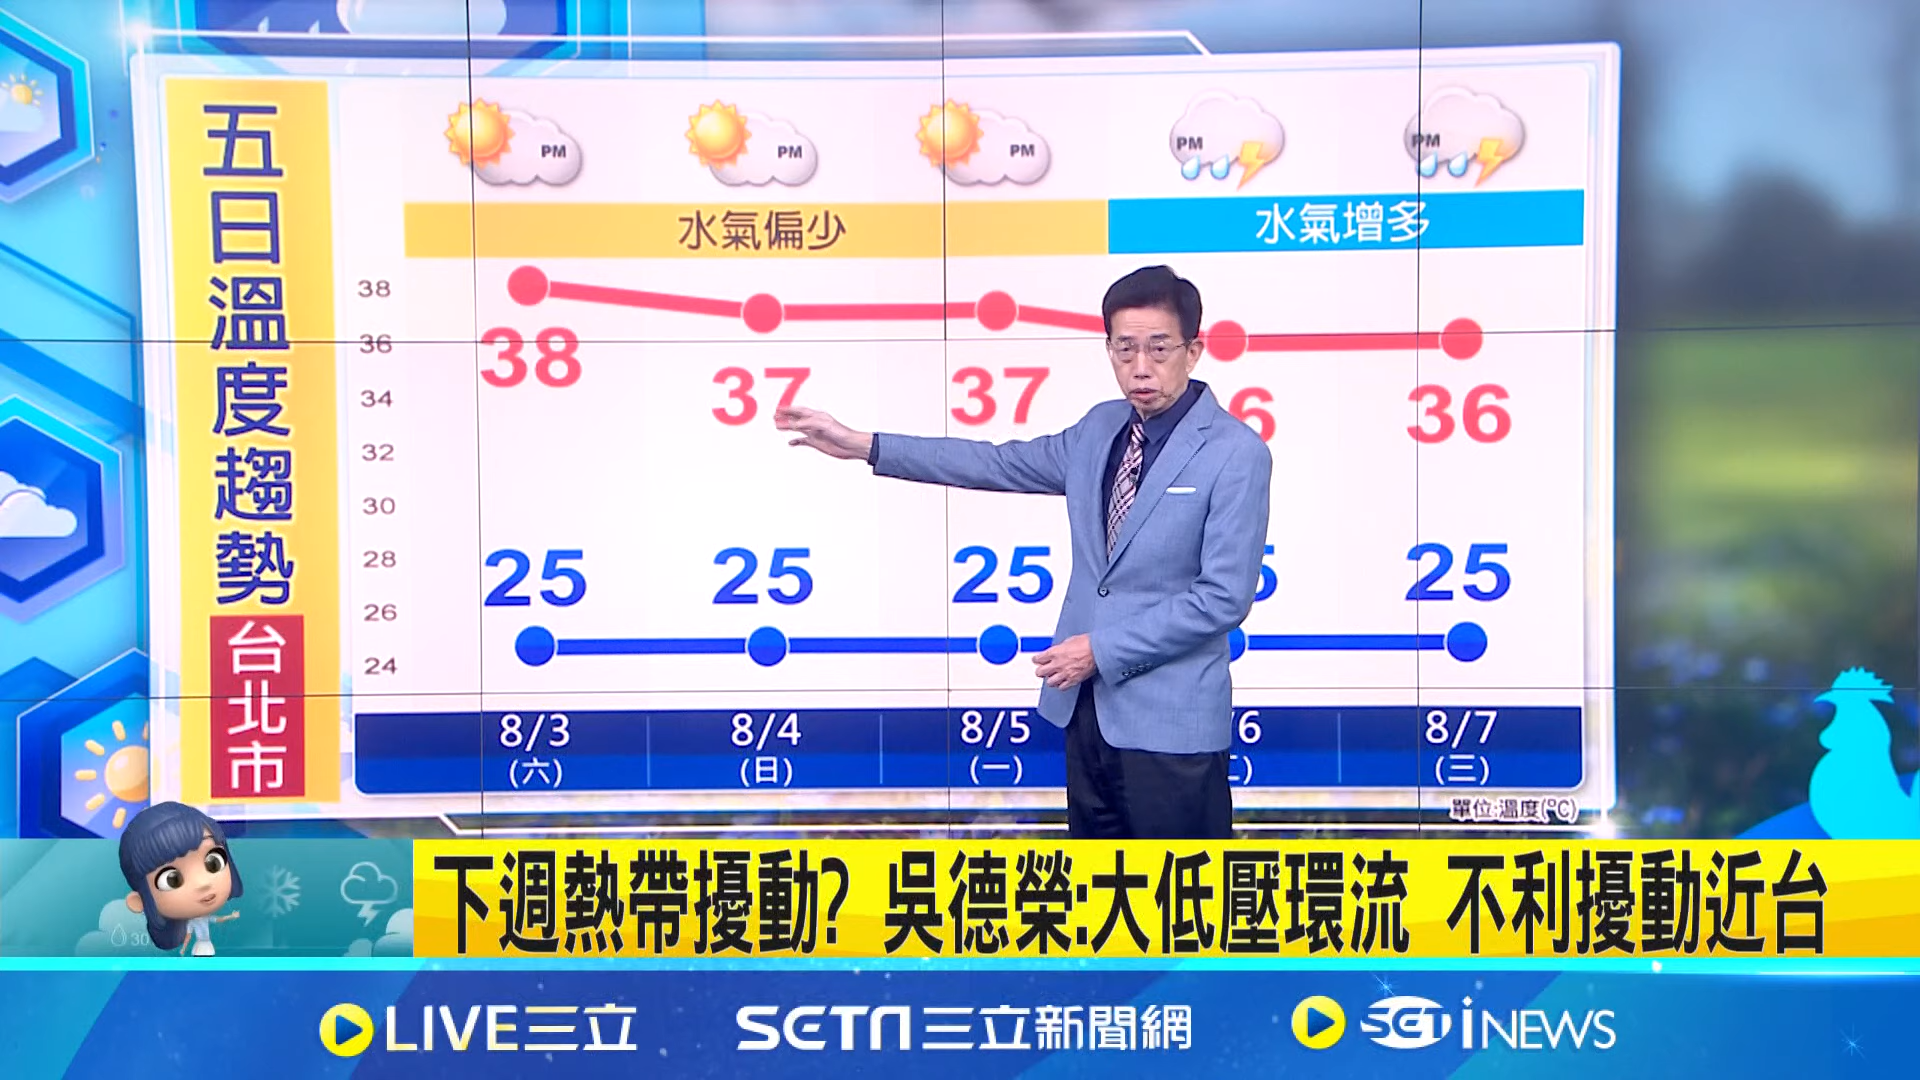 五日溫度趨勢
台北市
PM
PM
PM
PM
PM
水氣偏少
水氣增多
38
36
34
32
30
28
26
24
38
37
37
6
36
25
25
25
5
25
8/3
(六)
8/4
(日)
8/5
(一)
/6
8/7
(三)
單位:溫度(℃)
30
下週熱帶擾動? 吳德榮:大低壓環流 不利擾動近台
LIVE三立
SETN三立新聞網
SET iNEWS